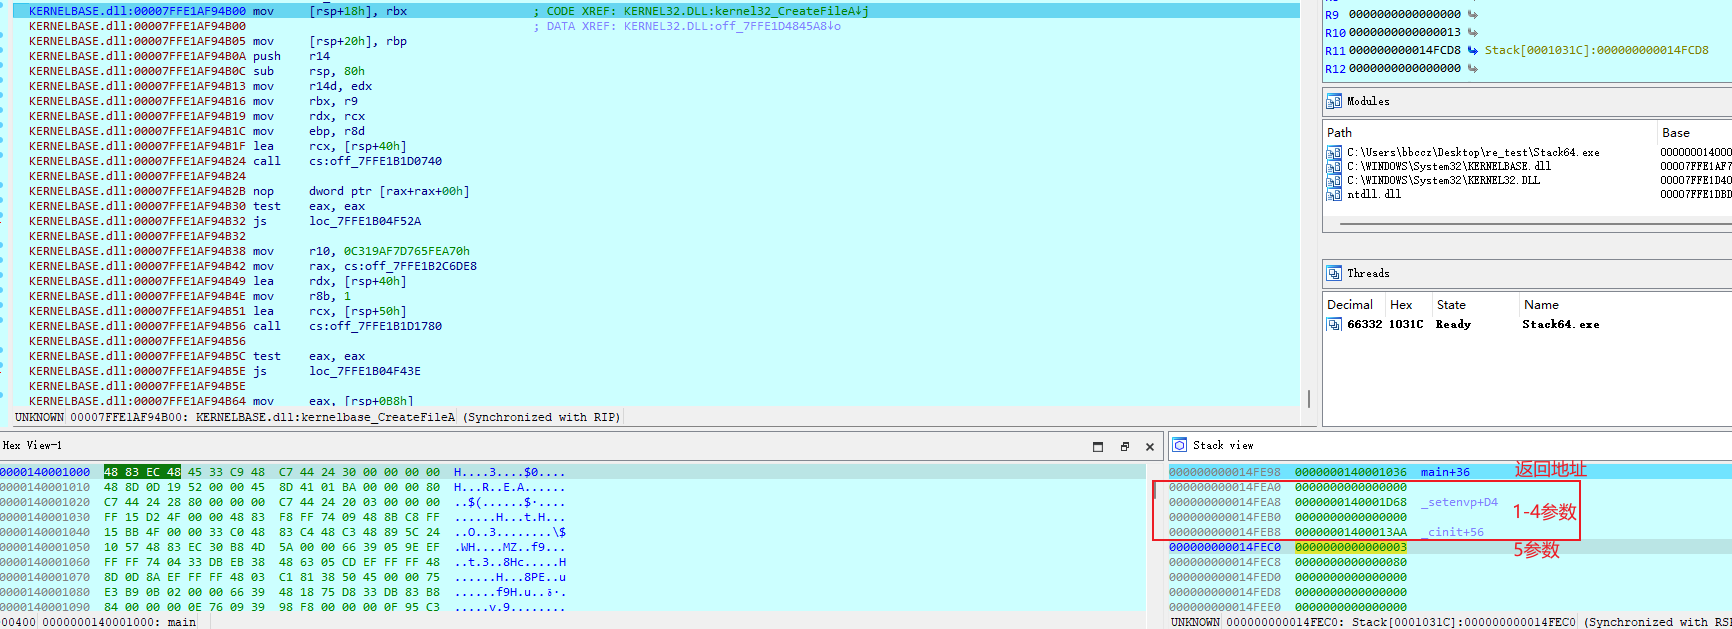 KERNELBASE.dll:00007FFE1AF94B00 mov     [rsp+18h], rbx                  ; CODE XREF: KERNEL32.DLL:kernel32_CreateFileA↓j
KERNELBASE.dll:00007FFE1AF94B00                                         ; DATA XREF: KERNEL32.DLL:off_7FFE1D4845A8↓o
KERNELBASE.dll:00007FFE1AF94B05 mov     [rsp+20h], rbp
KERNELBASE.dll:00007FFE1AF94B0A push    r14
KERNELBASE.dll:00007FFE1AF94B0C sub     rsp, 80h
KERNELBASE.dll:00007FFE1AF94B13 mov     r14d, edx
KERNELBASE.dll:00007FFE1AF94B16 mov     rbx, r9
KERNELBASE.dll:00007FFE1AF94B19 mov     rdx, rcx
KERNELBASE.dll:00007FFE1AF94B1C mov     ebp, r8d
KERNELBASE.dll:00007FFE1AF94B1F lea     rcx, [rsp+40h]
KERNELBASE.dll:00007FFE1AF94B24 call    cs:off_7FFE1B1D0740
KERNELBASE.dll:00007FFE1AF94B24
KERNELBASE.dll:00007FFE1AF94B2B nop     dword ptr [rax+rax+00h]
KERNELBASE.dll:00007FFE1AF94B30 test    eax, eax
KERNELBASE.dll:00007FFE1AF94B32 js      loc_7FFE1B04F52A
KERNELBASE.dll:00007FFE1AF94B32
KERNELBASE.dll:00007FFE1AF94B38 mov     r10, 0C319AF7D765FEA70h
KERNELBASE.dll:00007FFE1AF94B42 mov     rax, cs:off_7FFE1B2C6DE8
KERNELBASE.dll:00007FFE1AF94B49 lea     rdx, [rsp+40h]
KERNELBASE.dll:00007FFE1AF94B4E mov     r8b, 1
KERNELBASE.dll:00007FFE1AF94B51 lea     rcx, [rsp+50h]
KERNELBASE.dll:00007FFE1AF94B56 call    cs:off_7FFE1B1D1780
KERNELBASE.dll:00007FFE1AF94B56
KERNELBASE.dll:00007FFE1AF94B5C test    eax, eax
KERNELBASE.dll:00007FFE1AF94B5E js      loc_7FFE1B04F43E
KERNELBASE.dll:00007FFE1AF94B5E
KERNELBASE.dll:00007FFE1AF94B64 mov     eax, [rsp+0B8h]
UNKNOWN 00007FFE1AF94B00: KERNELBASE.dll:kernelbase_CreateFileA (Synchronized with RIP)
R9 0000000000000000
R10 0000000000000013
R11 000000000014FCD8 Stack[0001031C]:000000000014FCD8
R12 0000000000000000
Modules
Path Base
C:\Users\bbccz\Desktop\re_test\Stack64.exe 000000014000
C:\WINDOWS\System32\KERNELBASE.dll 00007FFE1AF7
C:\WINDOWS\System32\KERNEL32.DLL 00007FFE1D40
ntdll.dll 00007FFE1DBD
Threads
Decimal Hex State Name
66332 1031C Ready Stack64.exe
Hex View-1
0000140001000 48 83 EC 48 45 33 C9 48 C7 44 24 30 00 00 00 00 H....3....$0....
0000140001010 48 8D 0D 19 52 00 00 45 8D 41 01 BA 00 00 00 80 H...R..E.A......
0000140001020 C7 44 24 28 80 00 00 00 C7 44 24 20 03 00 00 00 ..$(......$.....
0000140001030 FF 15 D2 4F 00 00 48 83 F8 FF 74 09 48 8B C8 FF ......H...t.H...
0000140001040 15 BB 4F 00 00 33 C0 48 83 C4 48 C3 48 89 5C 24 ..O..3........\$
0000140001050 10 57 48 83 EC 30 B8 4D 5A 00 00 66 39 05 9E EF .WH....MZ..f9...
0000140001060 FF FF 74 04 33 DB EB 38 48 63 05 CD EF FF FF 48 ..t.3..8Hc.....H
0000140001070 8D 0D 8A EF FF FF 48 03 C1 81 38 50 45 00 00 75 ......H...8PE..u
0000140001080 E3 B9 0B 02 00 00 66 39 48 18 75 D8 33 DB 83 B8
0000140001090 84 00 00 00 0E 76 09 39 98 F8 00 00 00 0F 95 C3 .....v.9........
000400 0000000140001000: main
Stack view
000000000014FE98 0000000140001036 main+36 返回地址
000000000014FEA0 0000000000000000
000000000014FEA8 0000000140001D68 _setenvp+D4
1-4参数
000000000014FEB0 0000000000000000
000000000014FEB8 00000001400013AA _cinit+56
000000000014FEC0 0000000000000003 5参数
000000000014FEC8 0000000000000080
000000000014FED0 0000000000000000
000000000014FED8 0000000000000000
000000000014FEE0 0000000000000000
UNKNOWN 000000000014FEC0: Stack[0001031C]:000000000014FEC0 (Synchronized with RS